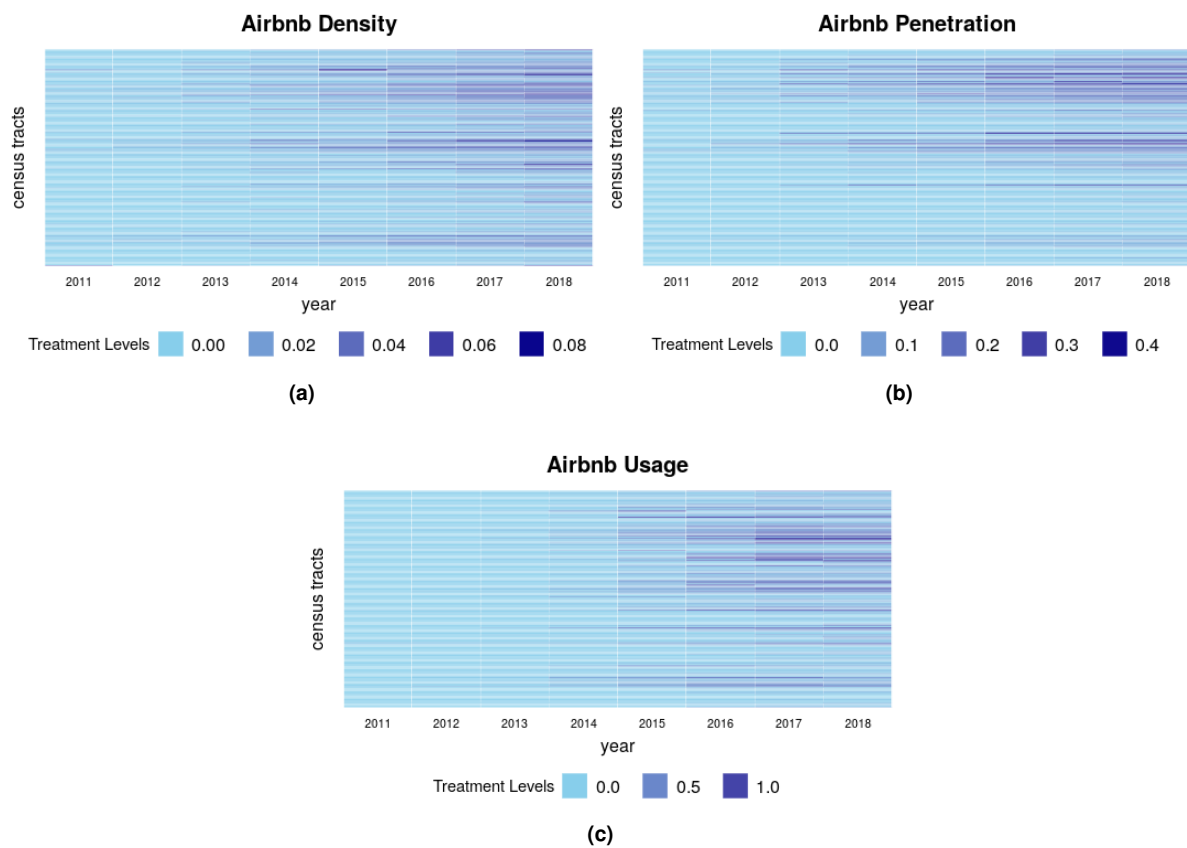 Airbnb Density
census tracts
2011 2012 2013 2014 2015 2016 2017 2018
year
Treatment Levels 0.00 0.02 0.04 0.06 0.08
(a)
Airbnb Penetration
census tracts
2011 2012 2013 2014 2015 2016 2017 2018
year
Treatment Levels 0.0 0.1 0.2 0.3 0.4
(b)
Airbnb Usage
census tracts
2011 2012 2013 2014 2015 2016 2017 2018
year
Treatment Levels 0.0 0.5 1.0
(c)